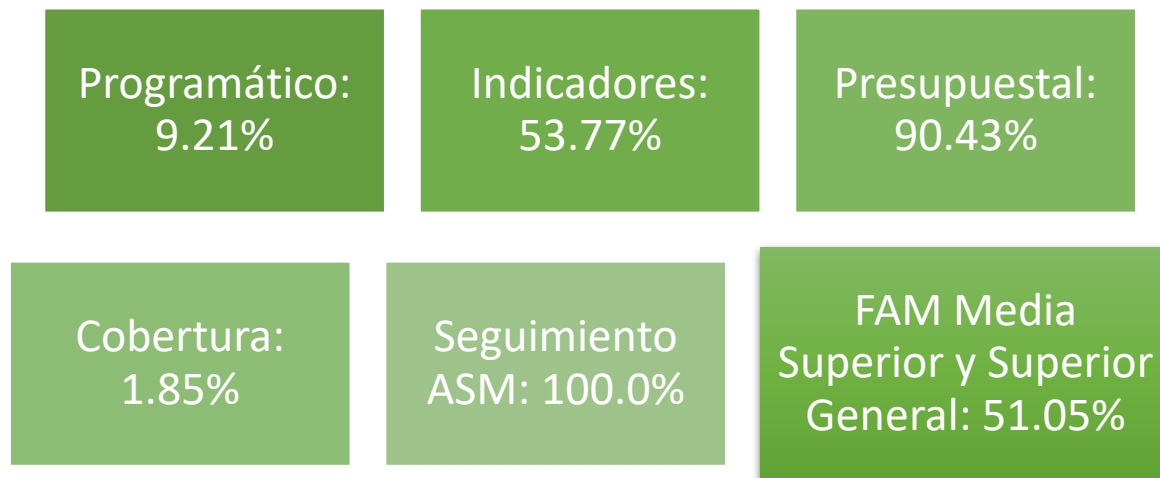 Programático:
9.21%
Indicadores:
53.77%
Presupuestal:
90.43%
Cobertura:
1.85%
Seguimiento
ASM: 100.0%
FAM Media
Superior y Superior
General: 51.05%